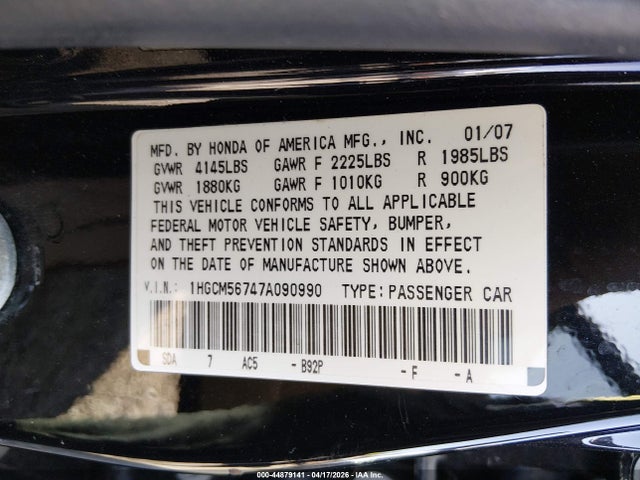 MFD. BY HONDA OF AMERICA MFG., INC. 01/07
GVWR 4145LBS GAWR F 2225LBS R 1985LBS
GVWR 1880KG GAWR F 1010KG R 900KG
THIS VEHICLE CONFORMS TO ALL APPLICABLE
FEDERAL MOTOR VEHICLE SAFETY, BUMPER,
AND THEFT PREVENTION STANDARDS IN EFFECT
ON THE DATE OF MANUFACTURE SHOWN ABOVE.
V.I.N.: 1HGCM56747A090990 TYPE:PASSENGER CAR
SDA 7 AC5 -B92P -F -A
000-44879141 - 04/17/2026 - IAA Inc.